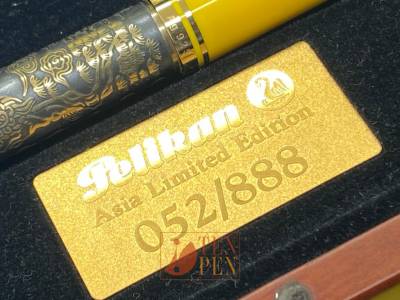 Pelikan
Asia Limited Edition
052/888
TEN
PEN